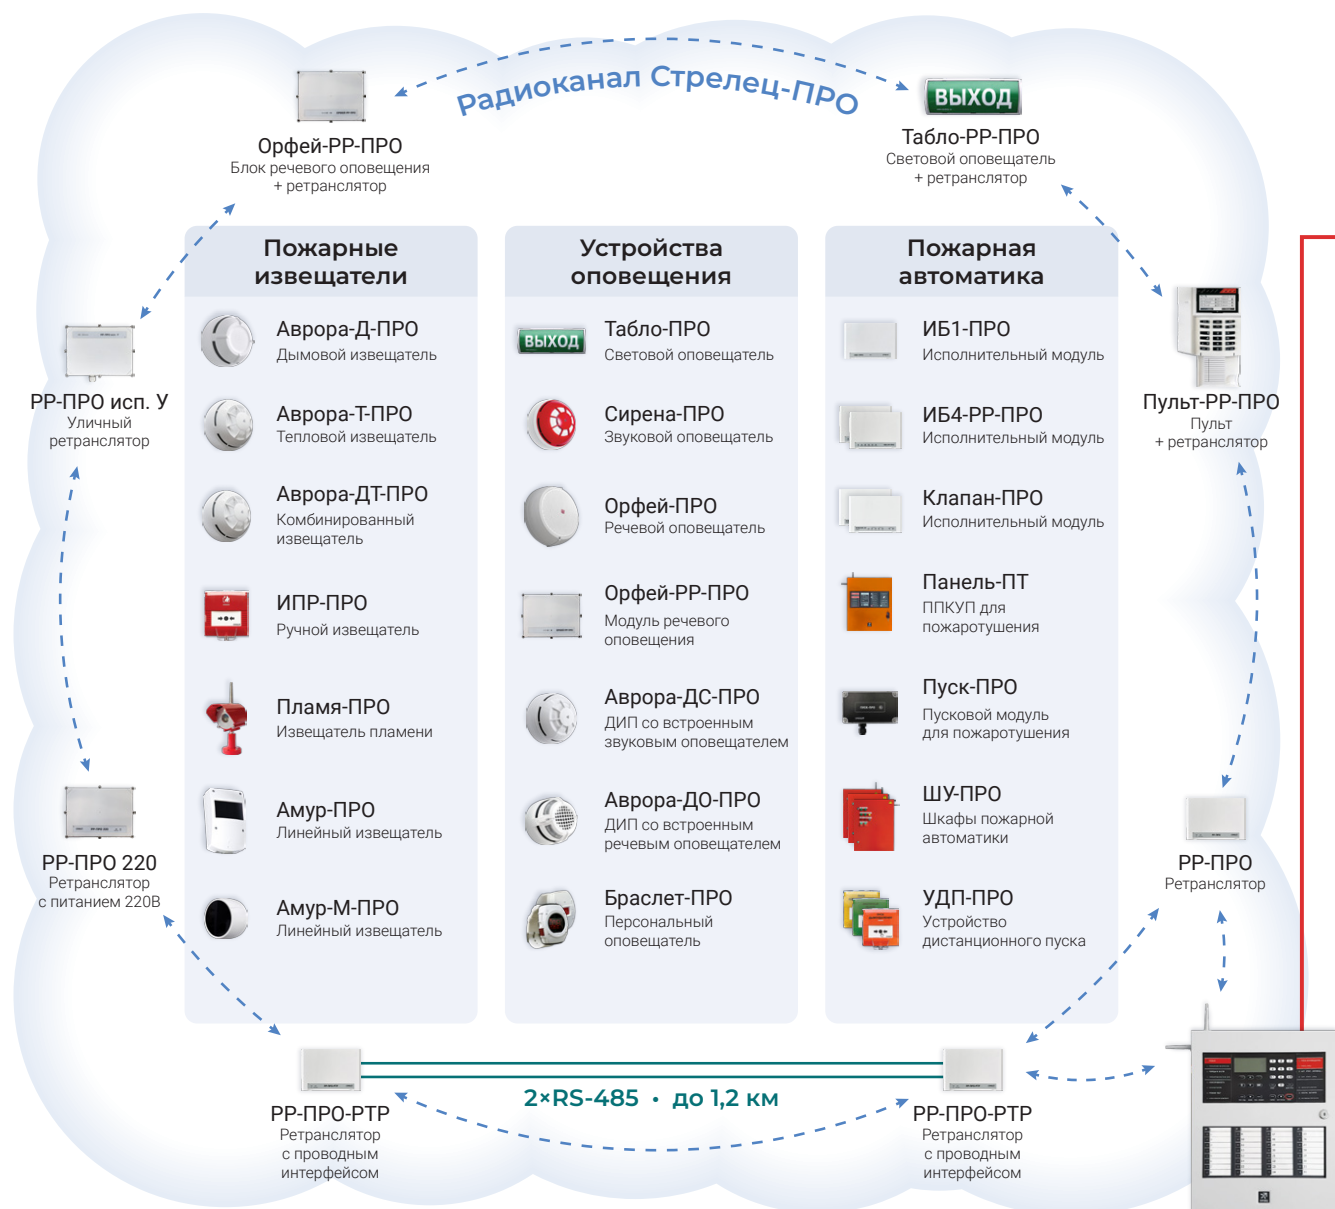 Радиоканал Стрелец-ПРО
Орфей-РР-ПРО
Блок речевого оповещения
+ ретранслятор
ВЫХОД
Табло-РР-ПРО
Световой оповещатель
+ ретранслятор
РР-ПРО исп. У
Уличный
ретранслятор
Пульт-РР-ПРО
Пульт
+ ретранслятор
РР-ПРО 220
Ретранслятор
с питанием 220В
РР-ПРО
Ретранслятор
Пожарные
извещатели
Аврора-Д-ПРО
Дымовой извещатель
Аврора-Т-ПРО
Тепловой извещатель
Аврора-ДТ-ПРО
Комбинированный
извещатель
ИПР-ПРО
Ручной извещатель
Пламя-ПРО
Извещатель пламени
Амур-ПРО
Линейный извещатель
Амур-М-ПРО
Линейный извещатель
Устройства
оповещения
ВЫХОД
Табло-ПРО
Световой оповещатель
Сирена-ПРО
Звуковой оповещатель
Орфей-ПРО
Речевой оповещатель
Орфей-РР-ПРО
Модуль речевого
оповещения
Аврора-ДС-ПРО
ДИП со встроенным
звуковым оповещателем
Аврора-ДО-ПРО
ДИП со встроенным
речевым оповещателем
Браслет-ПРО
Персональный
оповещатель
Пожарная
автоматика
ИБ1-ПРО
Исполнительный модуль
ИБ4-РР-ПРО
Исполнительный модуль
Клапан-ПРО
Исполнительный модуль
Панель-ПТ
ППКУП для
пожаротушения
Пуск-ПРО
Пусковой модуль
для пожаротушения
ШУ-ПРО
Шкафы пожарной
автоматики
УДП-ПРО
Устройство
дистанционного пуска
2×RS-485 • до 1,2 км
РР-ПРО-РТР
Ретранслятор
с проводным
интерфейсом
РР-ПРО-РТР
Ретранслятор
с проводным
интерфейсом